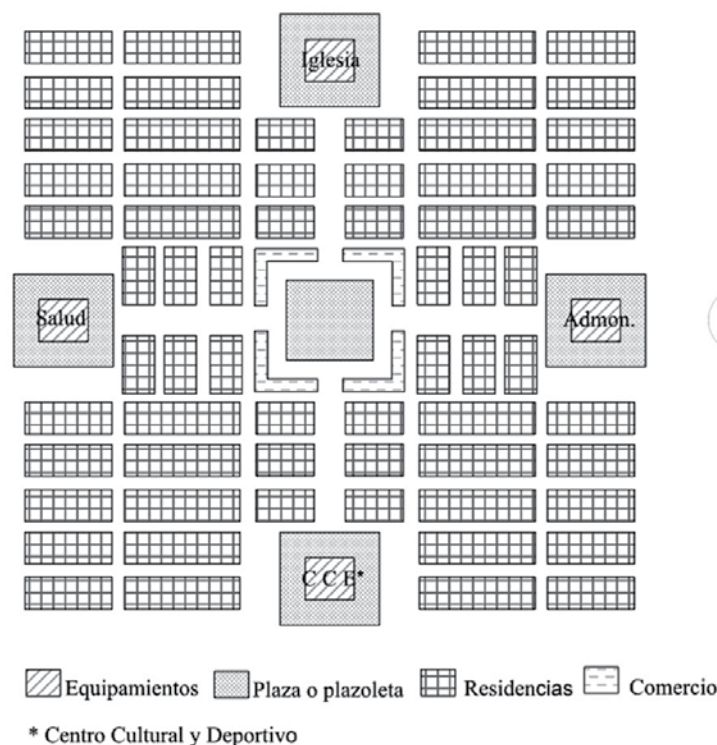 Iglesia
Salud
Admon.
C C E*
Equipamientos Plaza o plazoleta Residencias Comercio
* Centro Cultural y Deportivo